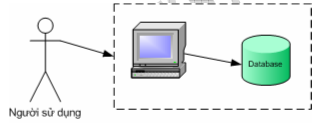 Database
Người sử dụng